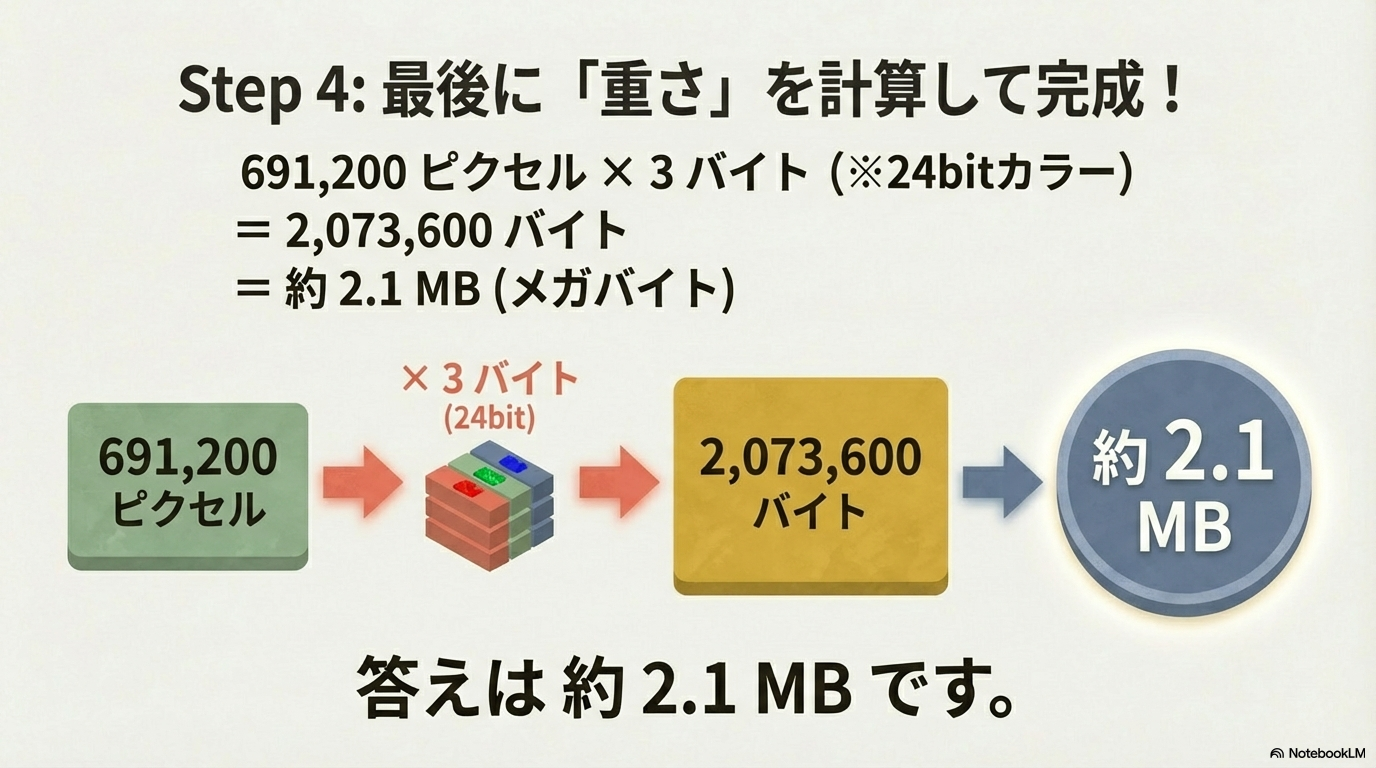 Step 4: 最後に「重さ」を計算して完成！
691,200 ピクセル × 3 バイト (※24bitカラー)
＝ 2,073,600 バイト
＝ 約 2.1 MB (メガバイト)
× 3 バイト
(24bit)
691,200
ピクセル
2,073,600
バイト
約 2.1
MB
答えは 約 2.1 MB です。
NotebookLM